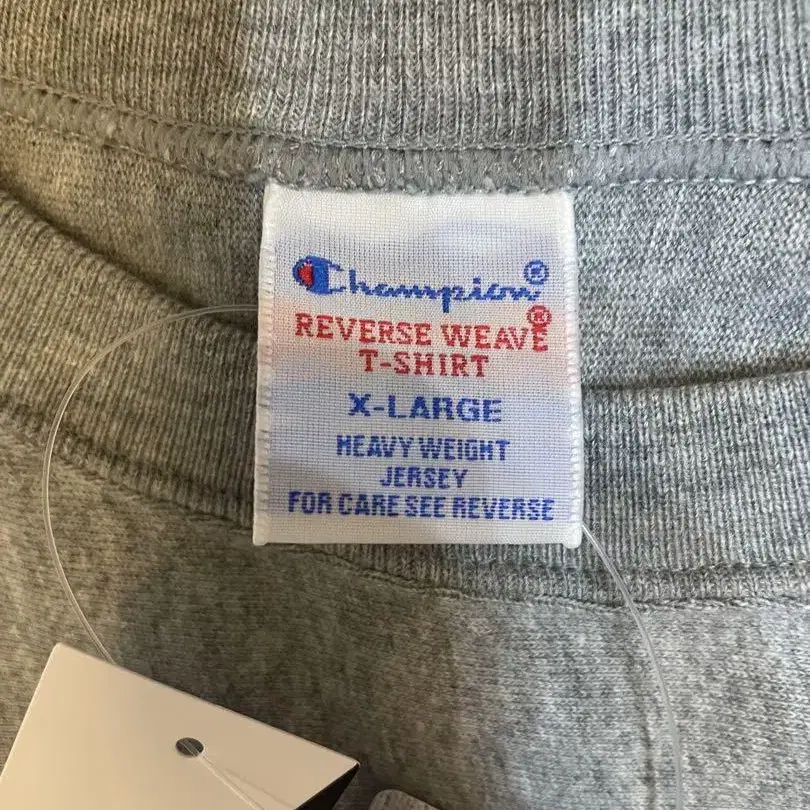 Champion®
REVERSE WEAVE®
T-SHIRT
X-LARGE
HEAVY WEIGHT
JERSEY
FOR CARE SEE REVERSE